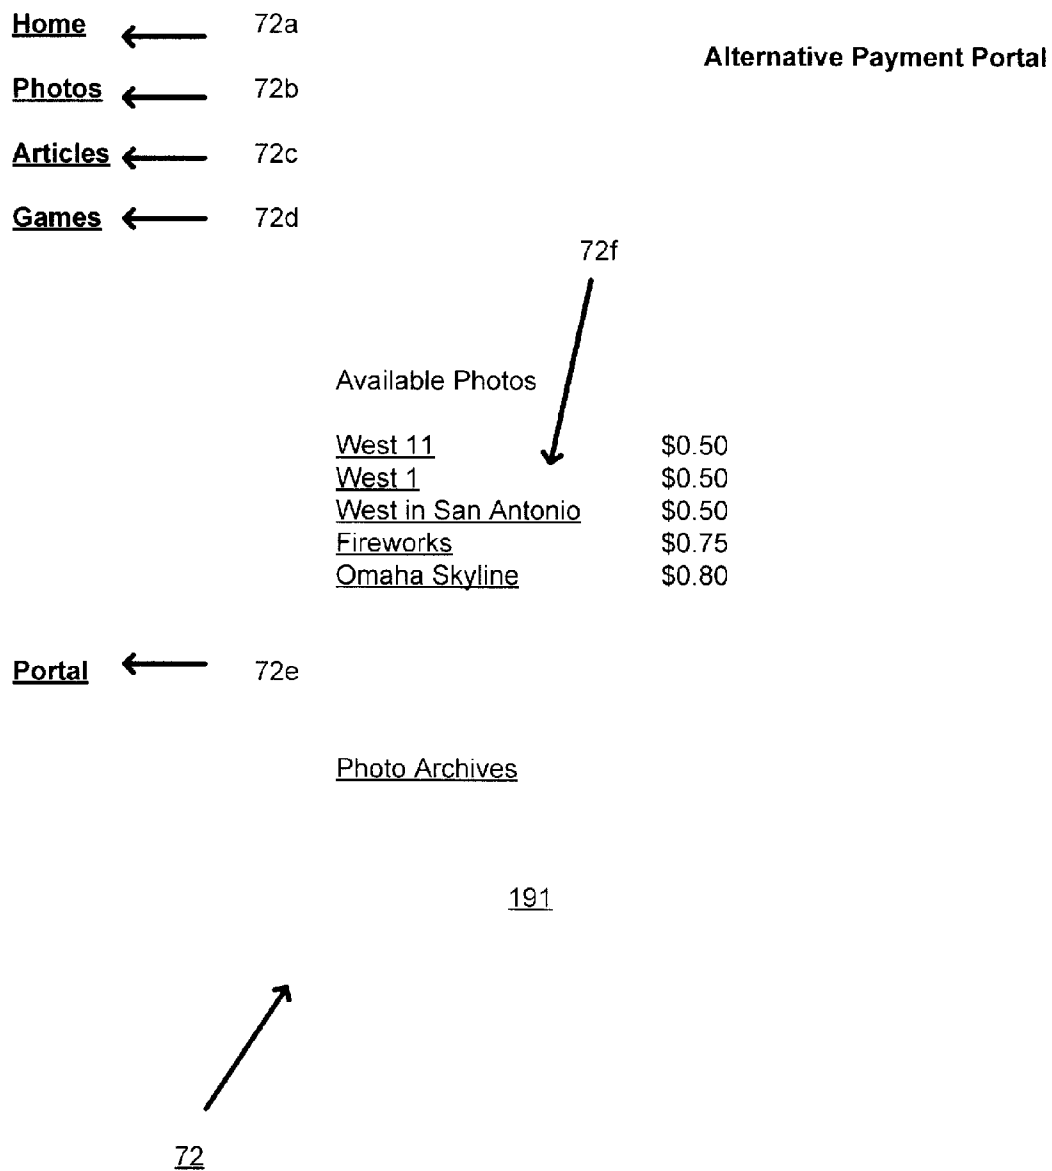 Home 72a
Alternative Payment Portal
Photos 72b
Articles 72c
Games 72d
72f
Available Photos
West 11 $0.50
West 1 $0.50
West in San Antonio $0.50
Fireworks $0.75
Omaha Skyline $0.80
Portal 72e
Photo Archives
191
72